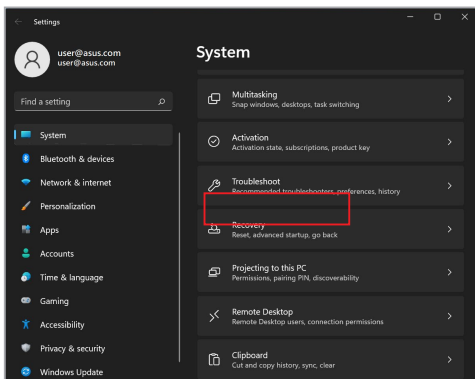 Settings
user@asus.com
user@asus.com
Find a setting
System
Bluetooth & devices
Network & internet
Personalization
Apps
Accounts
Time & language
Gaming
Accessibility
Privacy & security
Windows Update
System
Multitasking
Snap windows, desktops, task switching
Activation
Activation state, subscriptions, product key
Troubleshoot
Recommended troubleshooters, preferences, history
Recovery
Reset, advanced startup, go back
Projecting to this PC
Permissions, pairing PIN, discoverability
Remote Desktop
Remote Desktop users, connection permissions
Clipboard
Cut and copy history, sync, clear